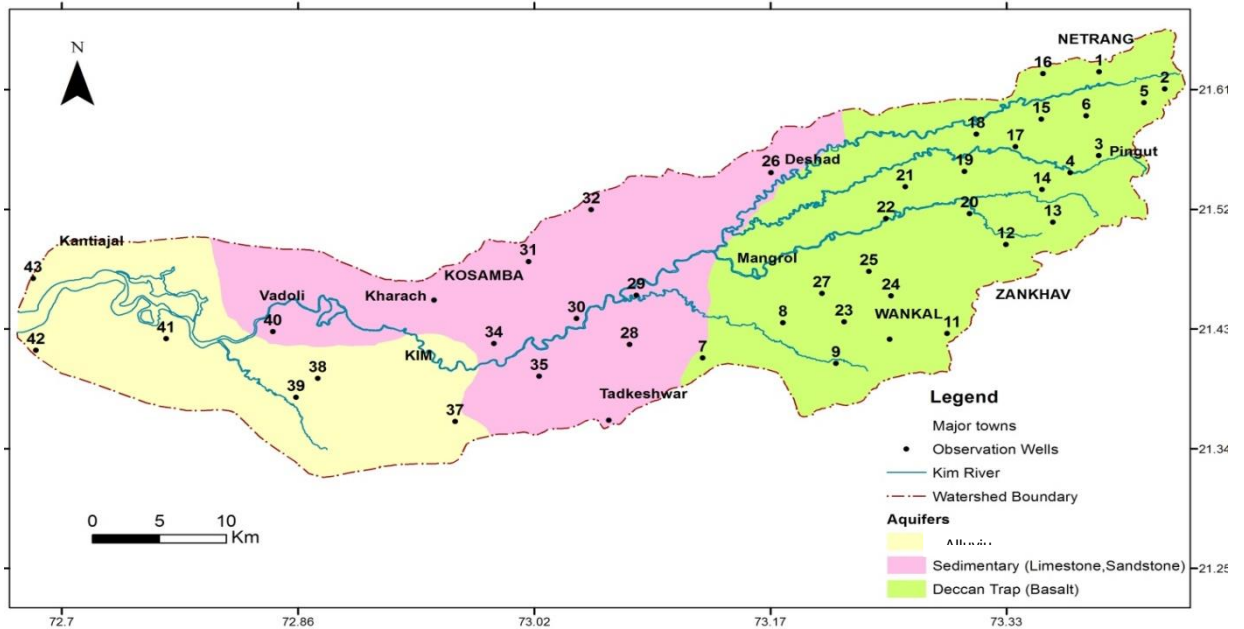 NETRANG
N
16
1
2
21.61
5
15
6
18
17
3
Pingut
26
Deshad
19
4
21
14
32
22
20
13
21.52
Kantiajal
12
31
Mangrol
25
43
KOSAMBA
27
24
ZANKHAV
Vadoli
Kharach
29
30
8
23
WANKAL
11
41
40
34
28
21.43
42
KIM
7
9
38
35
39
Tadkeshwar
37
Legend
Major towns
Observation Wells
21.34
Kim River
Watershed Boundary
0 5 10
Km
Aquifers
Sedimentary (Limestone,Sandstone)
21.25
Deccan Trap (Basalt)
72.7 72.86 73.02 73.17 73.33